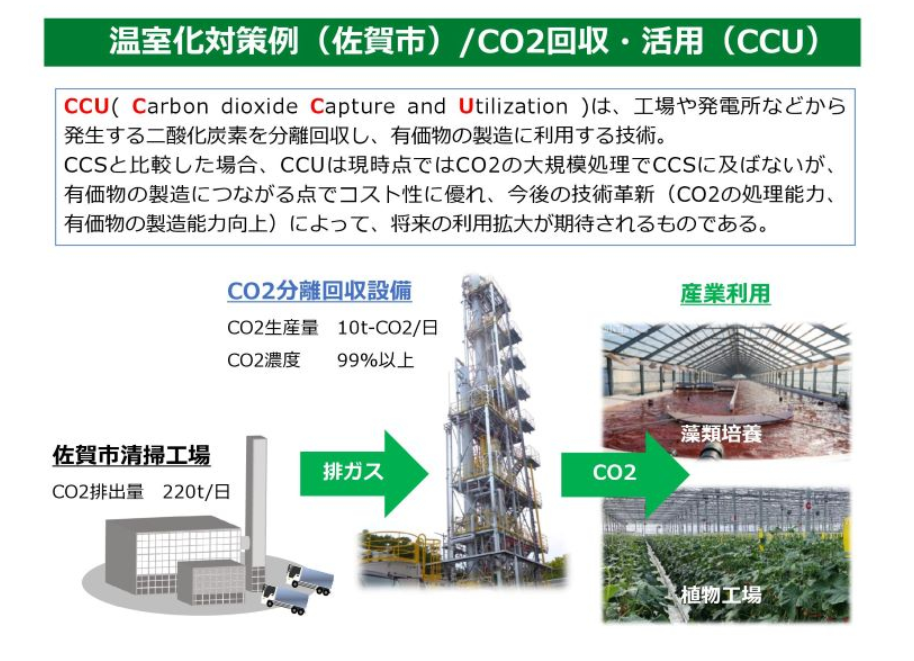 温室化対策例（佐賀市）/CO2回収・活用（CCU）
CCU( Carbon dioxide Capture and Utilization )は、工場や発電所などから
発生する二酸化炭素を分離回収し、有価物の製造に利用する技術。
CCSと比較した場合、CCUは現時点ではCO2の大規模処理でCCSに及ばないが、
有価物の製造につながる点でコスト性に優れ、今後の技術革新（CO2の処理能力、
有価物の製造能力向上）によって、将来の利用拡大が期待されるものである。
CO2分離回収設備
CO2生産量 10t-CO2/日
CO2濃度 99%以上
産業利用
藻類培養
佐賀市清掃工場
CO2排出量 220t/日
排ガス
CO2
植物工場